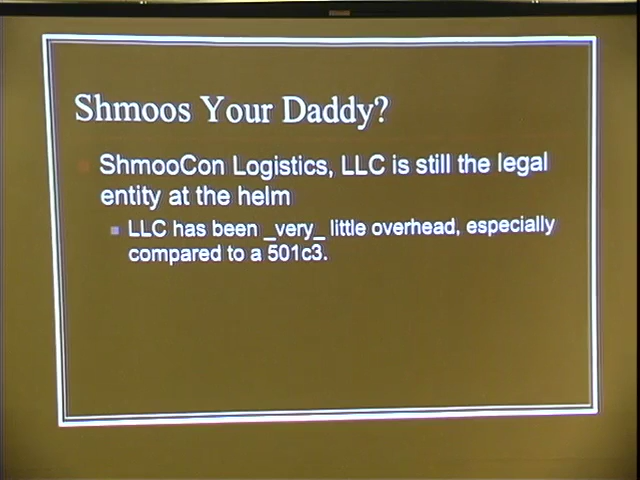 Shmoos Your Daddy?
ShmooCon Logistics, LLC is still the legal
entity at the helm
LLC has been _very_ little overhead, especially
compared to a 501c3.